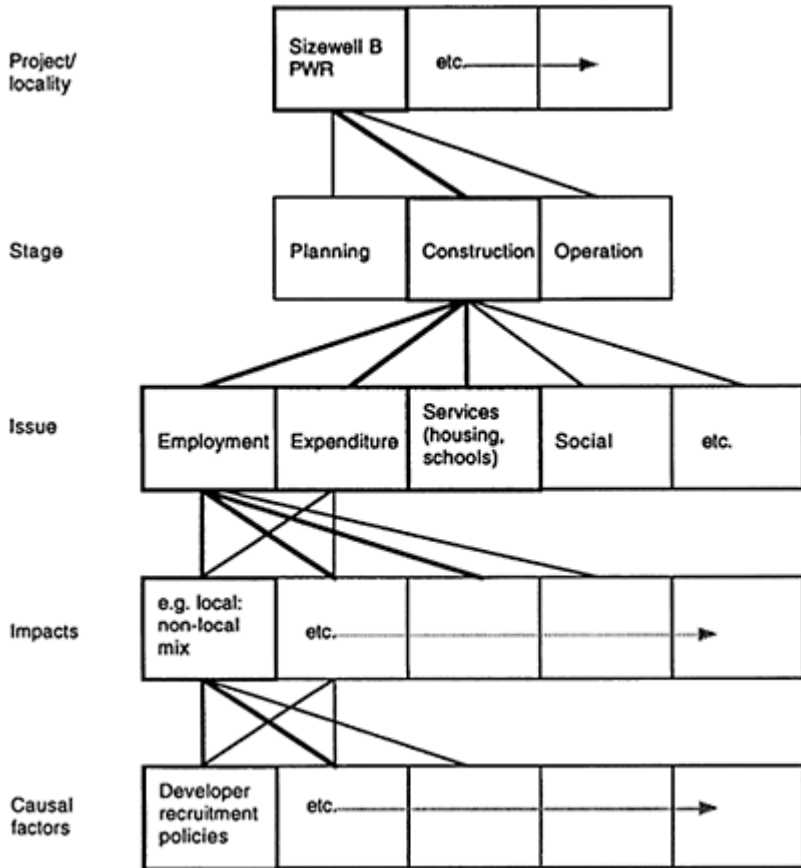 Project/
locality
Sizewell B
PWR
etc.
Stage
Planning
Construction
Operation
Issue
Employment
Expenditure
Services
(housing,
schools)
Social
etc.
Impacts
e.g. local:
non-local
mix
etc.
Causal
factors
Developer
recruitment
policies
etc.